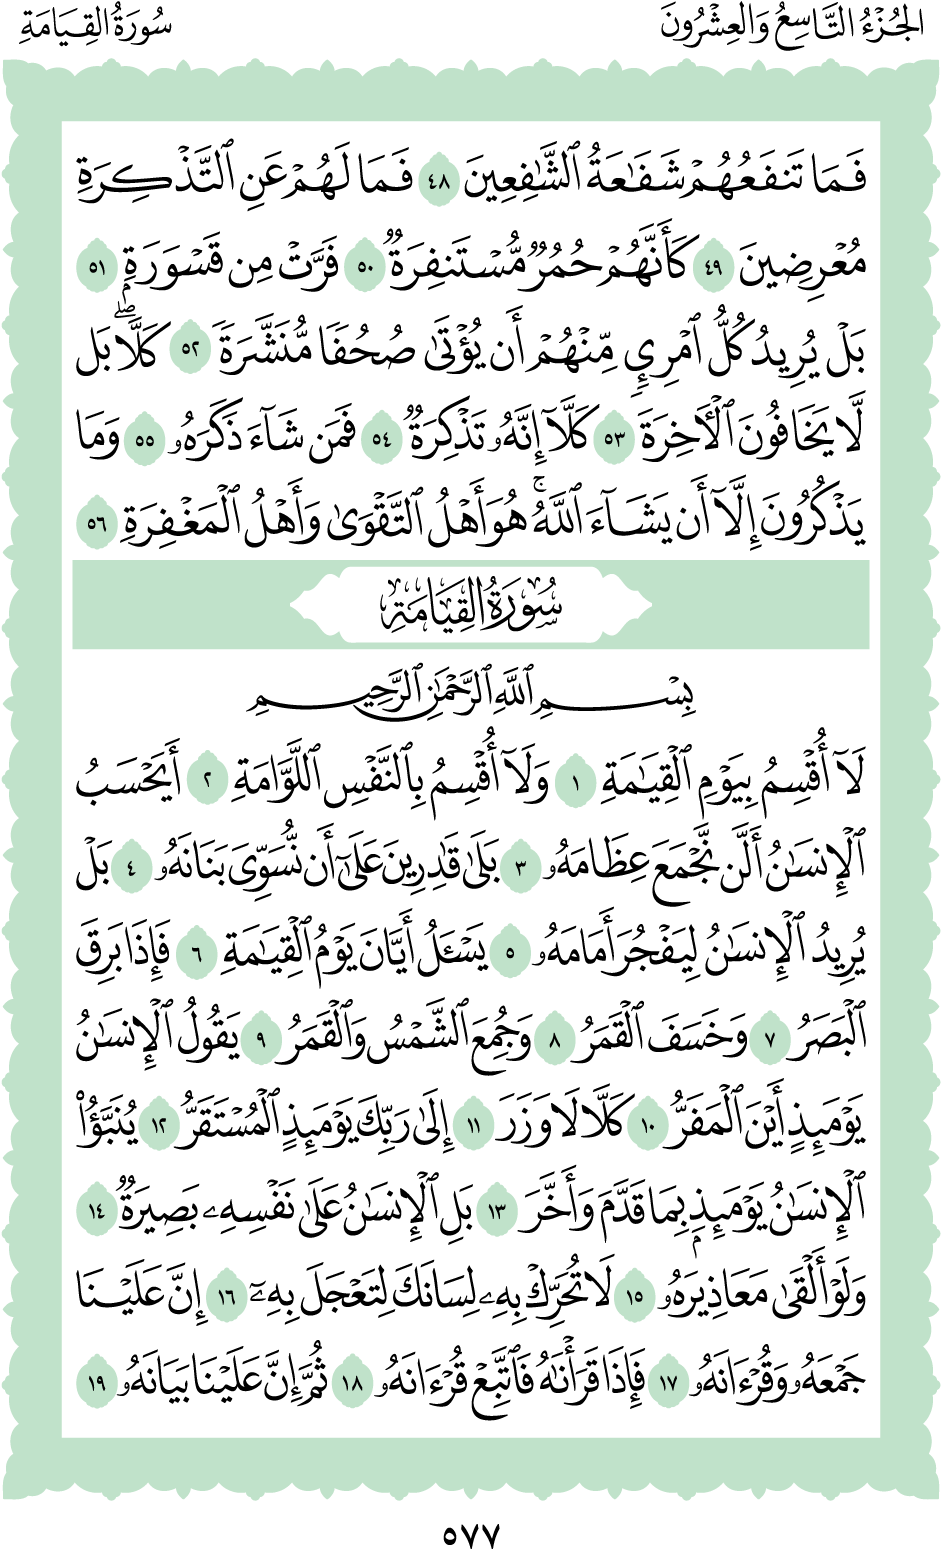 الجُزْءُ التَّاسِعُ وَالعِشْرُونَ
سُورَةُ القِيَامَةِ
فَمَا تَنفَعُهُمْ شَفَٰعَةُ ٱلشَّٰفِعِينَ ٤٨ فَمَا لَهُمْ عَنِ ٱلتَّذْكِرَةِ
مُعْرِضِينَ ٤٩ كَأَنَّهُمْ حُمُرٌ مُّسْتَنفِرَةٌ ٥٠ فَرَّتْ مِن قَسْوَرَةٍ ٥١
بَلْ يُرِيدُ كُلُّ ٱمْرِئٍ مِّنْهُمْ أَن يُؤْتَىٰ صُحُفًا مُّنَشَّرَةً ٥٢ كَلَّاۖ بَل
لَّا يَخَافُونَ ٱلْأَخِرَةَ ٥٣ كَلَّآ إِنَّهُۥ تَذْكِرَةٌ ٥٤ فَمَن شَآءَ ذَكَرَهُۥ ٥٥ وَمَا
يَذْكُرُونَ إِلَّآ أَن يَشَآءَ ٱللَّهُۚ هُوَ أَهْلُ ٱلتَّقْوَىٰ وَأَهْلُ ٱلْمَغْفِرَةِ ٥٦
سُورَةُ القِيَامَةِ
بِسْمِ ٱللَّهِ ٱلرَّحْمَٰنِ ٱلرَّحِيمِ
لَآ أُقْسِمُ بِيَوْمِ ٱلْقِيَٰمَةِ ١ وَلَآ أُقْسِمُ بِٱلنَّفْسِ ٱللَّوَّامَةِ ٢ أَيَحْسَبُ
ٱلْإِنسَٰنُ أَلَّن نَّجْمَعَ عِظَامَهُۥ ٣ بَلَىٰ قَٰدِرِينَ عَلَىٰٓ أَن نُّسَوِّىَ بَنَانَهُۥ ٤ بَلْ
يُرِيدُ ٱلْإِنسَٰنُ لِيَفْجُرَ أَمَامَهُۥ ٥ يَسْـَٔلُ أَيَّانَ يَوْمُ ٱلْقِيَٰمَةِ ٦ فَإِذَا بَرِقَ
ٱلْبَصَرُ ٧ وَخَسَفَ ٱلْقَمَرُ ٨ وَجُمِعَ ٱلشَّمْسُ وَٱلْقَمَرُ ٩ يَقُولُ ٱلْإِنسَٰنُ
يَوْمَئِذٍ أَيْنَ ٱلْمَفَرُّ ١٠ كَلَّا لَا وَزَرَ ١١ إِلَىٰ رَبِّكَ يَوْمَئِذٍ ٱلْمُسْتَقَرُّ ١٢ يُنَبَّؤُاْ
ٱلْإِنسَٰنُ يَوْمَئِذٍۭ بِمَا قَدَّمَ وَأَخَّرَ ١٣ بَلِ ٱلْإِنسَٰنُ عَلَىٰ نَفْسِهِۦ بَصِيرَةٌ ١٤
وَلَوْ أَلْقَىٰ مَعَاذِيرَهُۥ ١٥ لَا تُحَرِّكْ بِهِۦ لِسَانَكَ لِتَعْجَلَ بِهِۦٓ ١٦ إِنَّ عَلَيْنَا
جَمْعَهُۥ وَقُرْءَانَهُۥ ١٧ فَإِذَا قَرَأْنَٰهُ فَٱتَّبِعْ قُرْءَانَهُۥ ١٨ ثُمَّ إِنَّ عَلَيْنَا بَيَانَهُۥ ١٩
٥٧٧